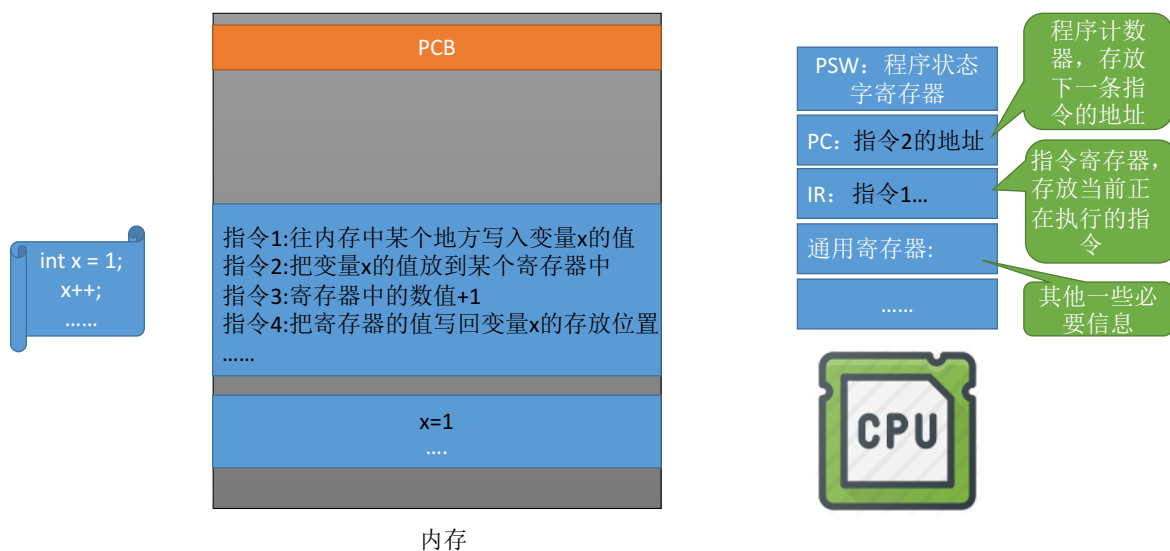 int x = 1;
x++;
……
PCB
指令1:往内存中某个地方写入变量x的值
指令2:把变量x的值放到某个寄存器中
指令3:寄存器中的数值+1
指令4:把寄存器的值写回变量x的存放位置
……
x=1
….
内存
PSW：程序状态
字寄存器
PC：指令2的地址
IR：指令1…
通用寄存器:
……
程序计数
器，存放
下一条指
令的地址
指令寄存器，
存放当前正
在执行的指
令
其他一些必
要信息
CPU